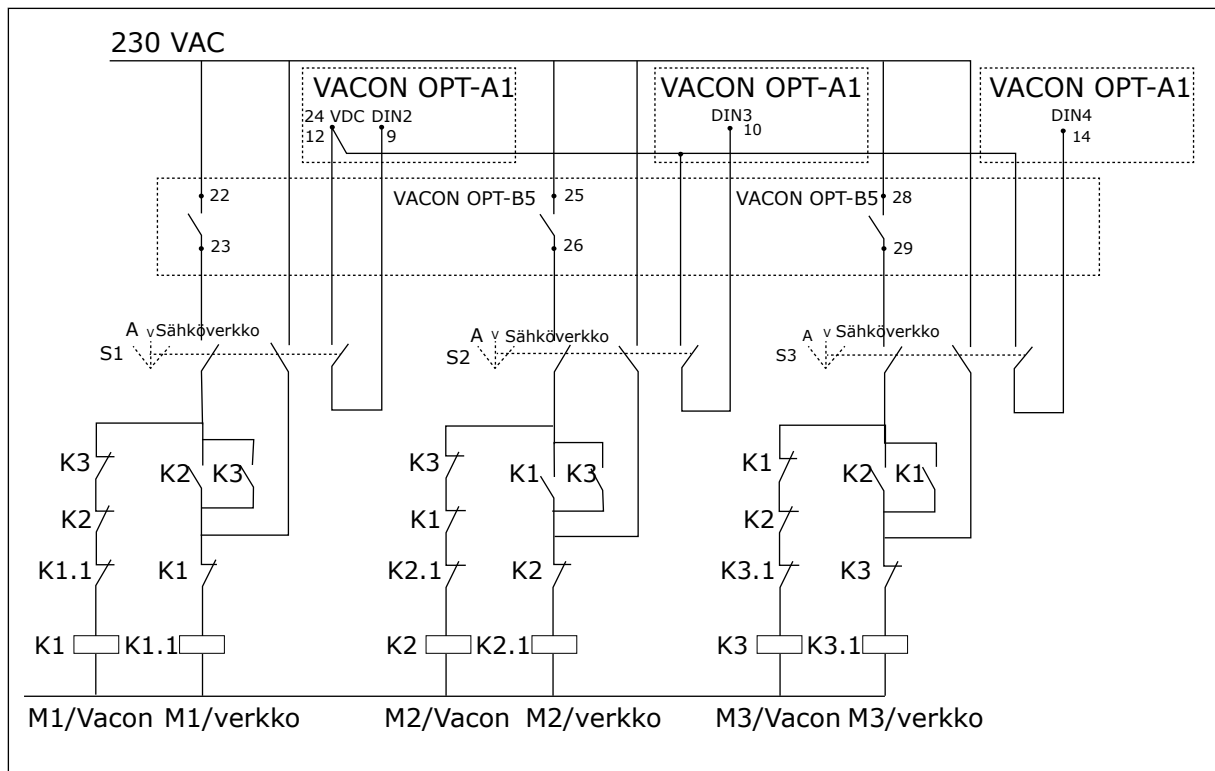 230 VAC
VACON OPT-A1
VACON OPT-A1
VACON OPT-A1
24 VDC DIN2
12
9
DIN3
10
DIN4
14
22
VACON OPT-B5
25
VACON OPT-B5
28
23
26
29
A V Sähköverkko
S1
A V Sähköverkko
S2
A V Sähköverkko
S3
K3
K2
K3
K3
K1
K3
K1
K2
K1
K2
K1
K2
K1.1
K1
K2.1
K2
K3.1
K3
K1
K1.1
K2
K2.1
K3
K3.1
M1/Vacon
M1/verkko
M2/Vacon
M2/verkko
M3/Vacon
M3/verkko